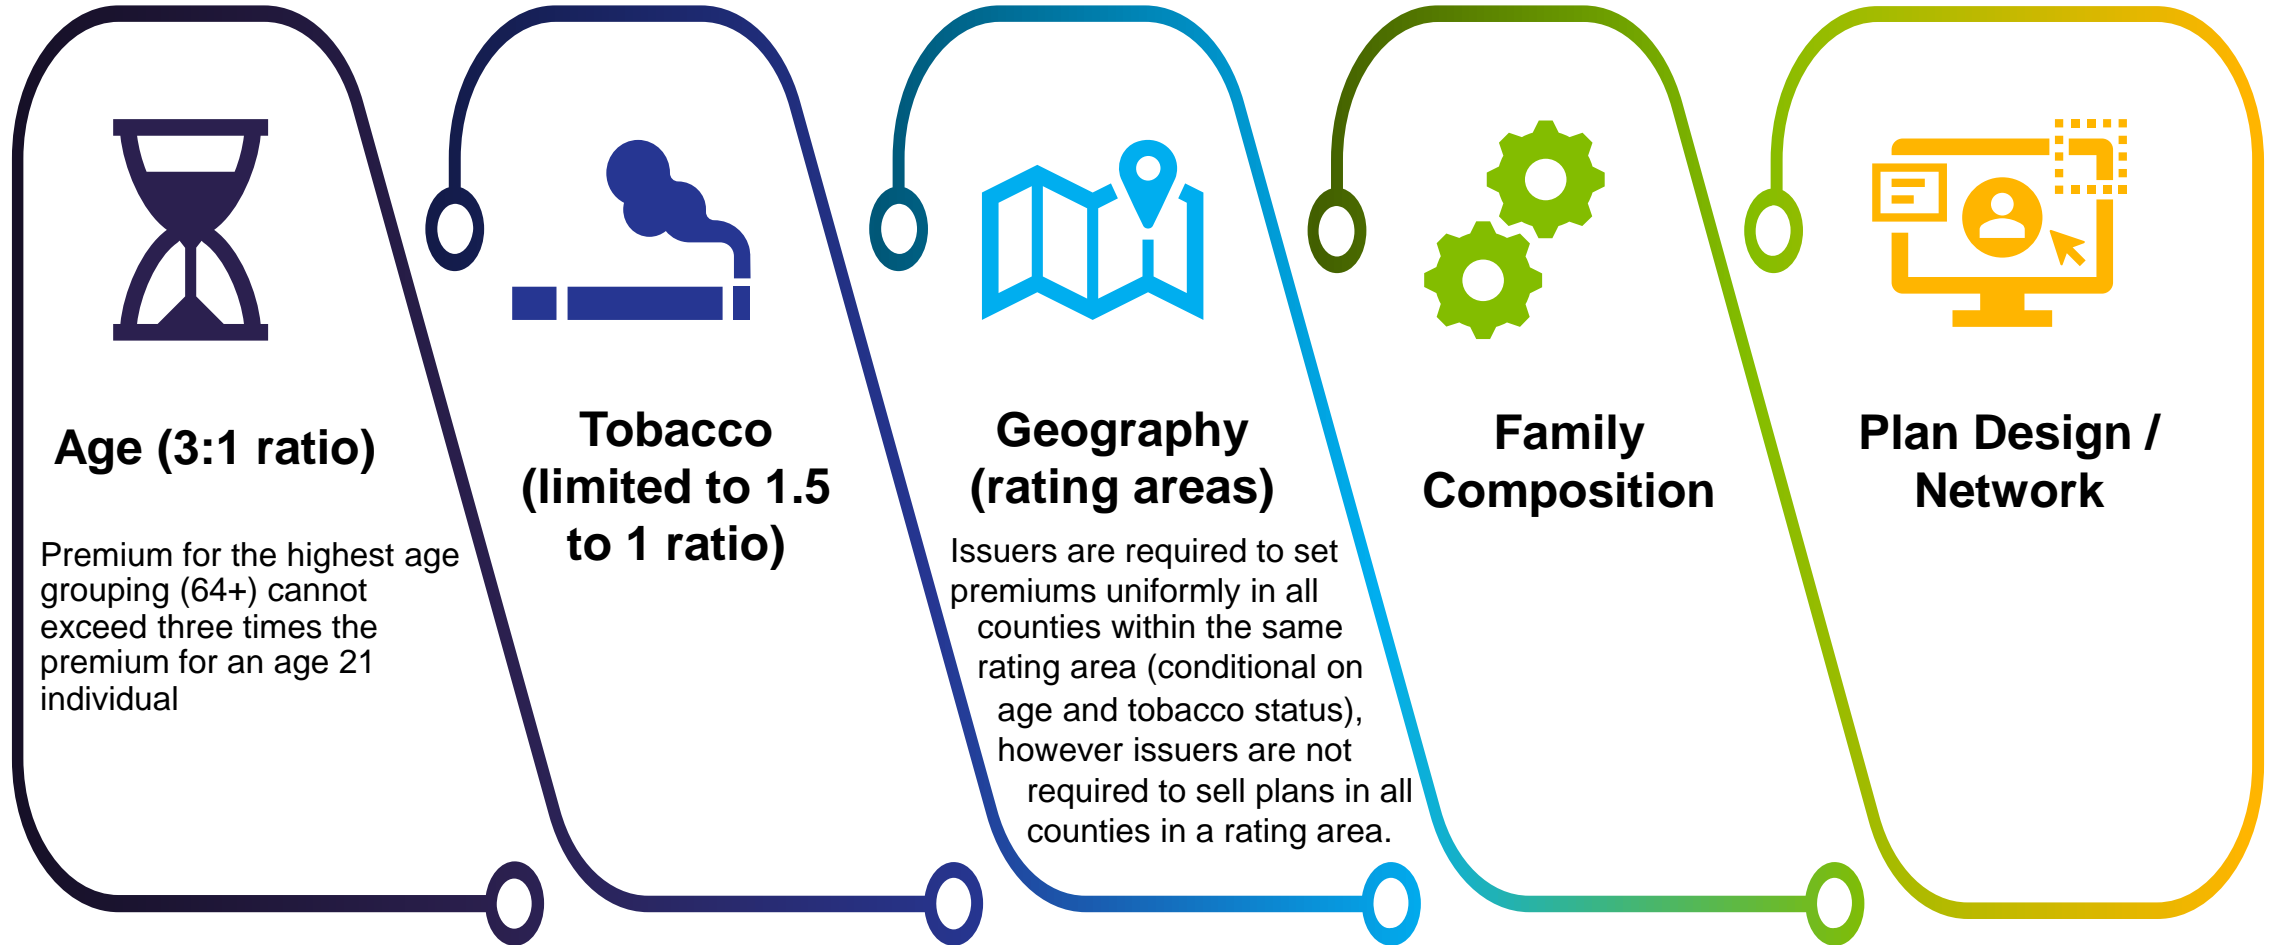 Age (3:1 ratio)
Premium for the highest age
grouping (64+) cannot
exceed three times the
premium for an age 21
individual
Tobacco
(limited to 1.5
to 1 ratio)
Geography
(rating areas)
Issuers are required to set
premiums uniformly in all
counties within the same
rating area (conditional on
age and tobacco status),
however issuers are not
required to sell plans in all
counties in a rating area.
Family
Composition
Plan Design /
Network